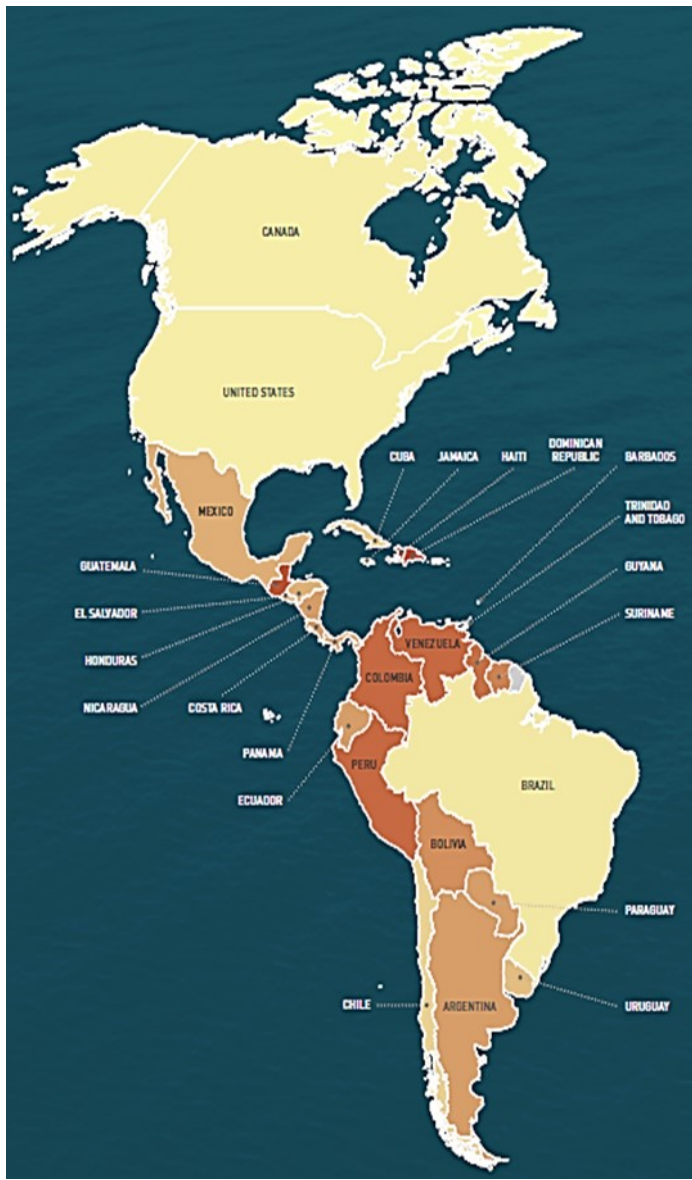 CANADA
UNITED STATES
MEXICO
CUBA
JAMAICA
HAITI
DOMINICAN
REPUBLIC
BARBADOS
TRINIDAD
AND TOBAGO
GUYANA
SURINAME
GUATEMALA
EL SALVADOR
HONDURAS
NICARAGUA
COSTA RICA
PANAMA
ECUADOR
VENEZUELA
COLOMBIA
PERU
BRAZIL
BOLIVIA
PARAGUAY
CHILE
ARGENTINA
URUGUAY